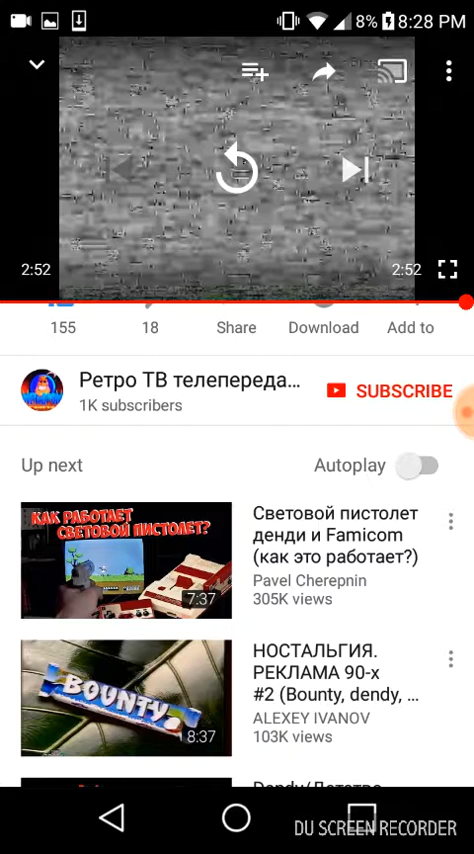 8% 8:28 PM
2:52 2:52
155 18 Share Download Add to
Ретро ТВ телепереда...
SUBSCRIBE
1K subscribers
Up next Autoplay
КАК РАБОТАЕТ
СВЕТОВОЙ ПИСТОЛЕТ?
7:37
Световой пистолет
денди и Famicom
(как это работает?)
Pavel Cherepnin
305K views
BOUNTY
8:37
НОСТАЛЬГИЯ.
РЕКЛАМА 90-х
#2 (Bounty, dendy, ...
ALEXEY IVANOV
103K views
DU SCREEN RECORDER